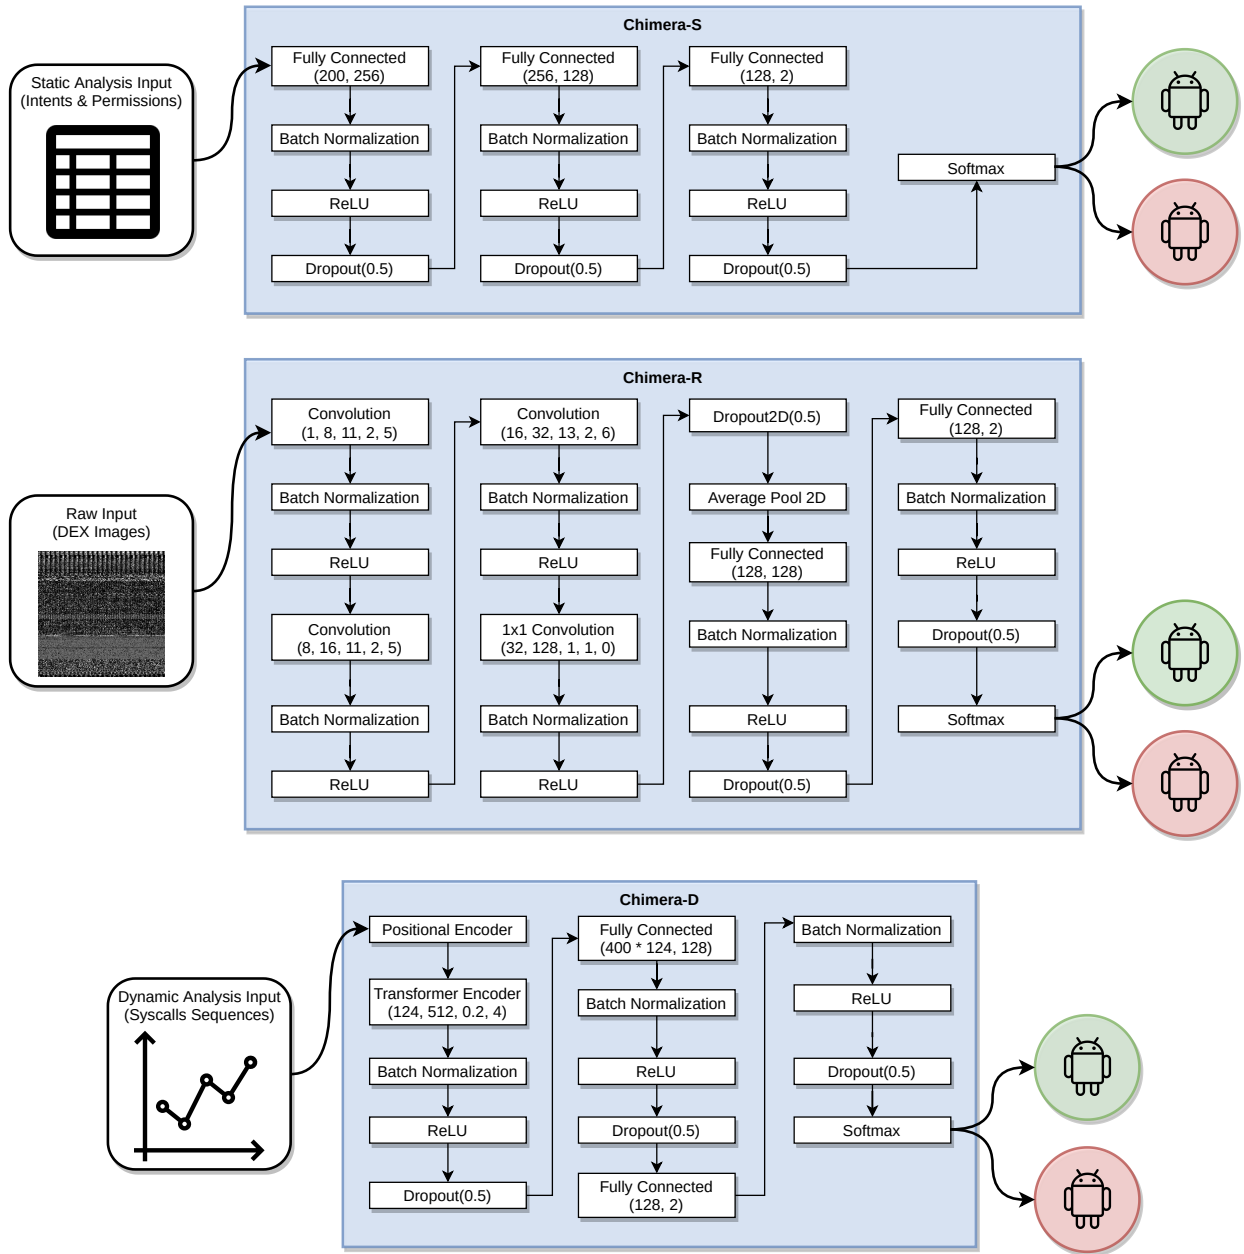 Chimera-S
Static Analysis Input
(Intents & Permissions)
Fully Connected
(200, 256)
Batch Normalization
ReLU
Dropout(0.5)
Fully Connected
(256, 128)
Batch Normalization
ReLU
Dropout(0.5)
Fully Connected
(128, 2)
Batch Normalization
ReLU
Dropout(0.5)
Softmax
Chimera-R
Raw Input
(DEX Images)
Convolution
(1, 8, 11, 2, 5)
Batch Normalization
ReLU
Convolution
(8, 16, 11, 2, 5)
Batch Normalization
ReLU
Convolution
(16, 32, 13, 2, 6)
Batch Normalization
ReLU
1x1 Convolution
(32, 128, 1, 1, 0)
Batch Normalization
ReLU
Dropout2D(0.5)
Average Pool 2D
Fully Connected
(128, 128)
Batch Normalization
ReLU
Dropout(0.5)
Fully Connected
(128, 2)
Batch Normalization
ReLU
Dropout(0.5)
Softmax
Chimera-D
Dynamic Analysis Input
(Syscalls Sequences)
Positional Encoder
Transformer Encoder
(124, 512, 0.2, 4)
Batch Normalization
ReLU
Dropout(0.5)
Fully Connected
(400 * 124, 128)
Batch Normalization
ReLU
Dropout(0.5)
Fully Connected
(128, 2)
Batch Normalization
ReLU
Dropout(0.5)
Softmax